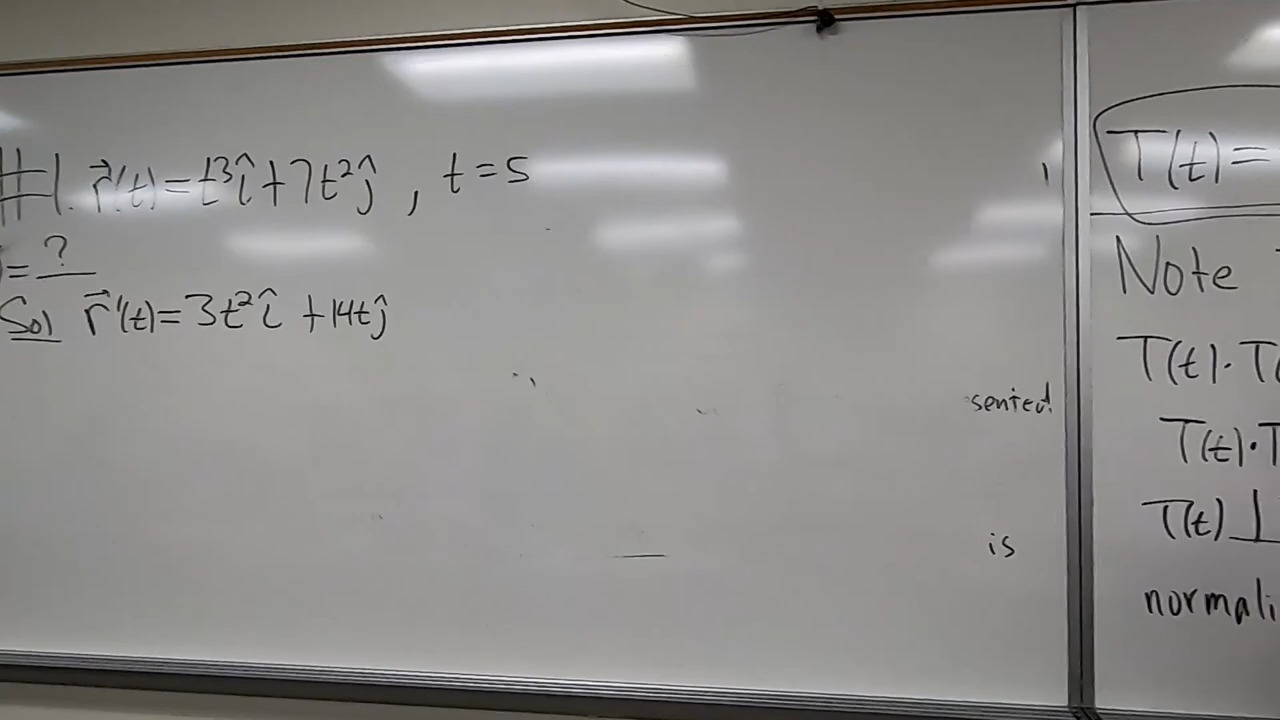 #1. r⃗(t)=t³î+7t²ĵ , t=5
)= ?
Sol r⃗'(t)=3t²î +14tĵ
sented!
is
T(t)=
Note
T(t)·T(
T(t)·T
T(t)⊥
normali